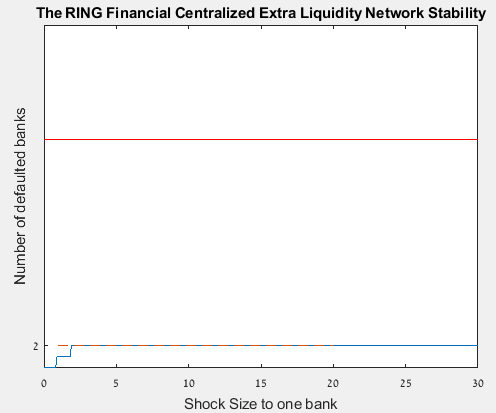 The RING Financial Centralized Extra Liquidity Network Stability
Number of defaulted banks
2
0 5 10 15 20 25 30
Shock Size to one bank